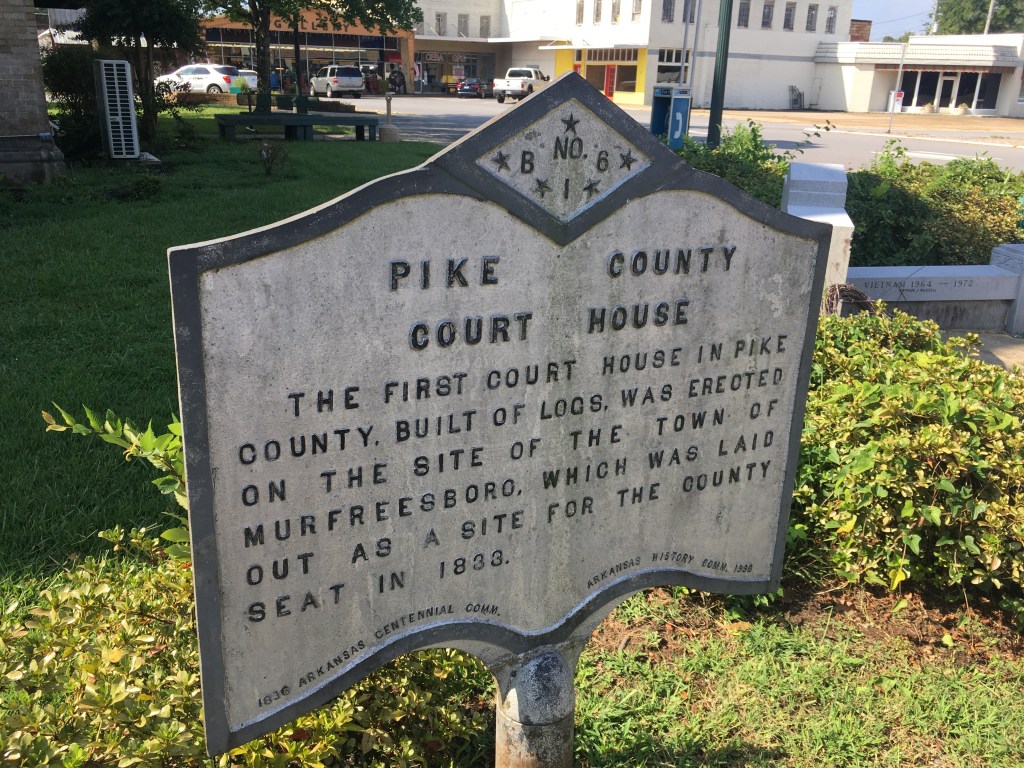 B NO. 6
1
PIKE COUNTY
COURT HOUSE
THE FIRST COURT HOUSE IN PIKE
COUNTY, BUILT OF LOGS, WAS ERECTED
ON THE SITE OF THE TOWN OF
MURFREESBORO, WHICH WAS LAID
OUT AS A SITE FOR THE COUNTY
SEAT IN 1833.
1836 ARKANSAS CENTENNIAL COMM. ARKANSAS HISTORY COMM. 1936
VIETNAM 1964 — 1972